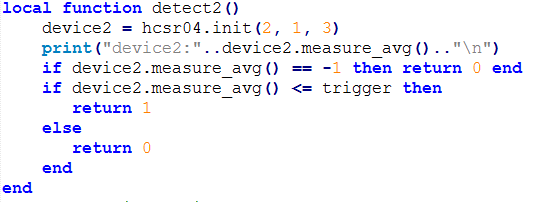 local function detect2()
    device2 = hcsr04.init(2, 1, 3)
    print("device2:"..device2.measure_avg().."\n")
    if device2.measure_avg() == -1 then return 0 end
    if device2.measure_avg() <= trigger then
       return 1
    else
       return 0
    end
end